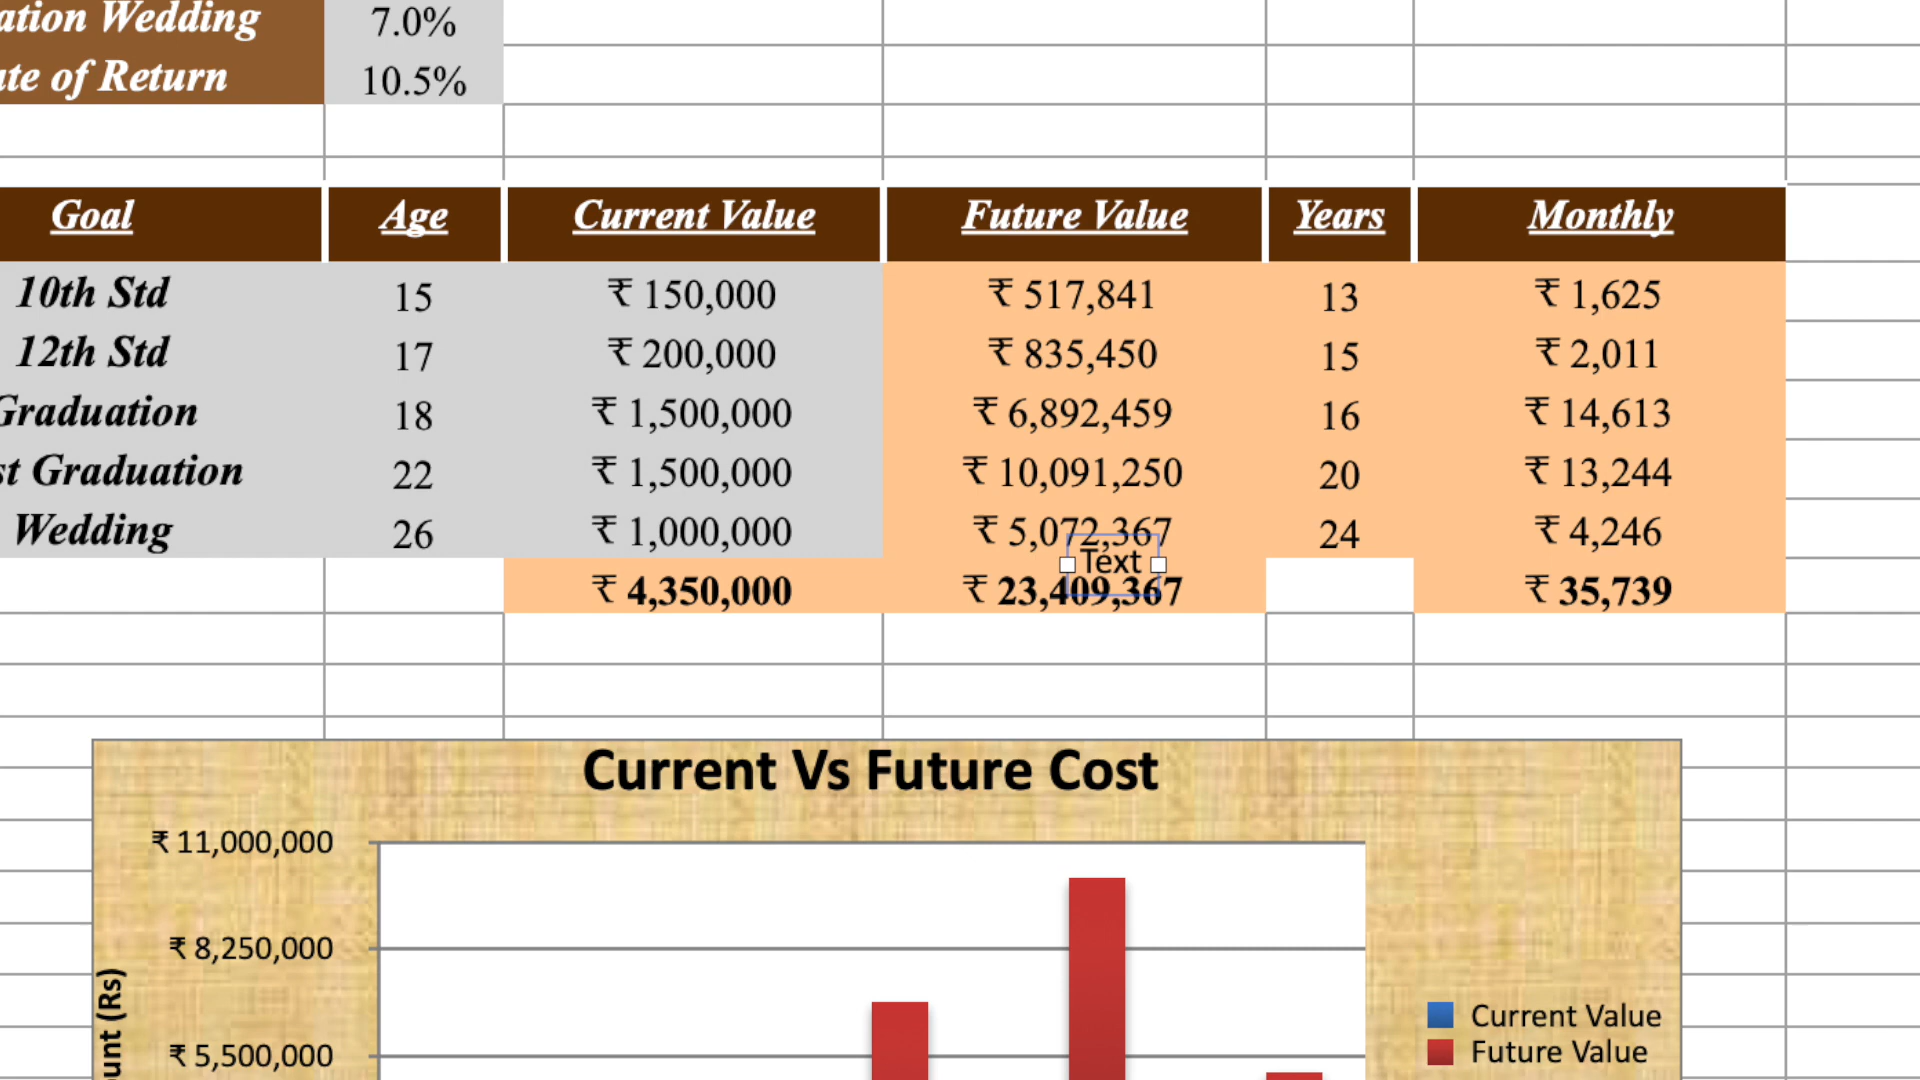 ation Wedding 7.0%
ate of Return 10.5%
Goal Age Current Value Future Value Years Monthly
10th Std 15 ₹ 150,000 ₹ 517,841 13 ₹ 1,625
12th Std 17 ₹ 200,000 ₹ 835,450 15 ₹ 2,011
Graduation 18 ₹ 1,500,000 ₹ 6,892,459 16 ₹ 14,613
st Graduation 22 ₹ 1,500,000 ₹ 10,091,250 20 ₹ 13,244
Wedding 26 ₹ 1,000,000 ₹ 5,072,367 24 ₹ 4,246
Text
₹ 4,350,000 ₹ 23,409,367 ₹ 35,739
Current Vs Future Cost
₹ 11,000,000
₹ 8,250,000
₹ 5,500,000
ount (Rs)
Current Value
Future Value